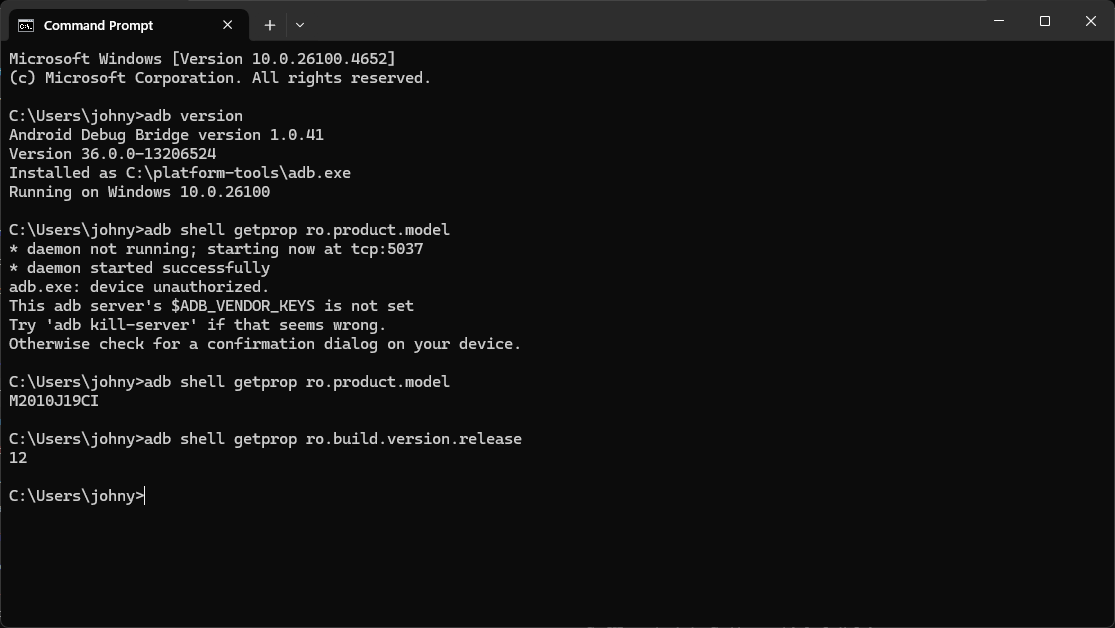 Command Prompt
Microsoft Windows [Version 10.0.26100.4652]
(c) Microsoft Corporation. All rights reserved.
C:\Users\johny>adb version
Android Debug Bridge version 1.0.41
Version 36.0.0-13206524
Installed as C:\platform-tools\adb.exe
Running on Windows 10.0.26100
C:\Users\johny>adb shell getprop ro.product.model
* daemon not running; starting now at tcp:5037
* daemon started successfully
adb.exe: device unauthorized.
This adb server's $ADB_VENDOR_KEYS is not set
Try 'adb kill-server' if that seems wrong.
Otherwise check for a confirmation dialog on your device.
C:\Users\johny>adb shell getprop ro.product.model
M2010J19CI
C:\Users\johny>adb shell getprop ro.build.version.release
12
C:\Users\johny>